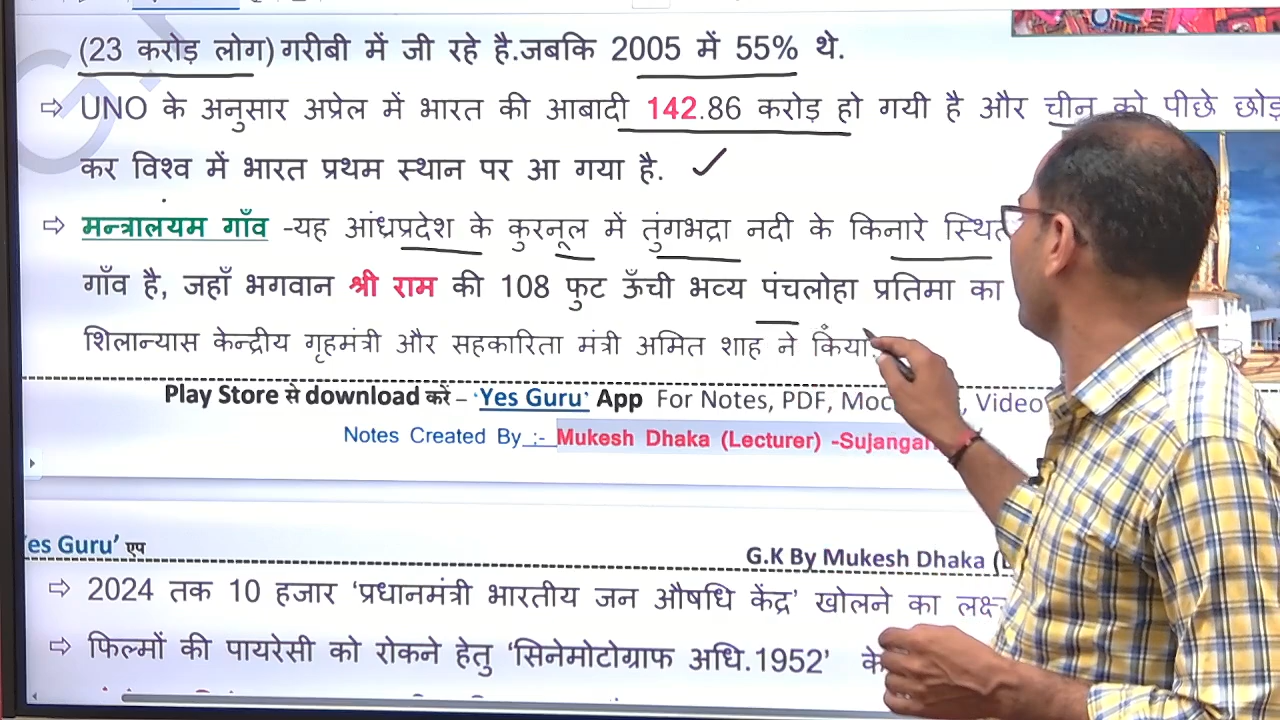 (23 करोड़ लोग) गरीबी में जी रहे है.जबकि 2005 में 55% थे.
⇨ UNO के अनुसार अप्रेल में भारत की आबादी 142.86 करोड़ हो गयी है और चीन को पीछे छोड़
कर विश्व में भारत प्रथम स्थान पर आ गया है.
⇨ मन्त्रालयम गाँव -यह आंध्रप्रदेश के कुरनूल में तुंगभद्रा नदी के किनारे स्थित
गाँव है, जहाँ भगवान श्री राम की 108 फुट ऊँची भव्य पंचलोहा प्रतिमा का
शिलान्यास केन्द्रीय गृहमंत्री और सहकारिता मंत्री अमित शाह ने किया.
Play Store से download करें – 'Yes Guru' App For Notes, PDF, Video
Notes Created By :- Mukesh Dhaka (Lecturer) -Sujangarh
es Guru' एप
G.K By Mukesh Dhaka (
⇨ 2024 तक 10 हजार 'प्रधानमंत्री भारतीय जन औषधि केंद्र' खोलने का
⇨ फिल्मों की पायरेसी को रोकने हेतु 'सिनेमोटोग्राफ अधि.1952' के